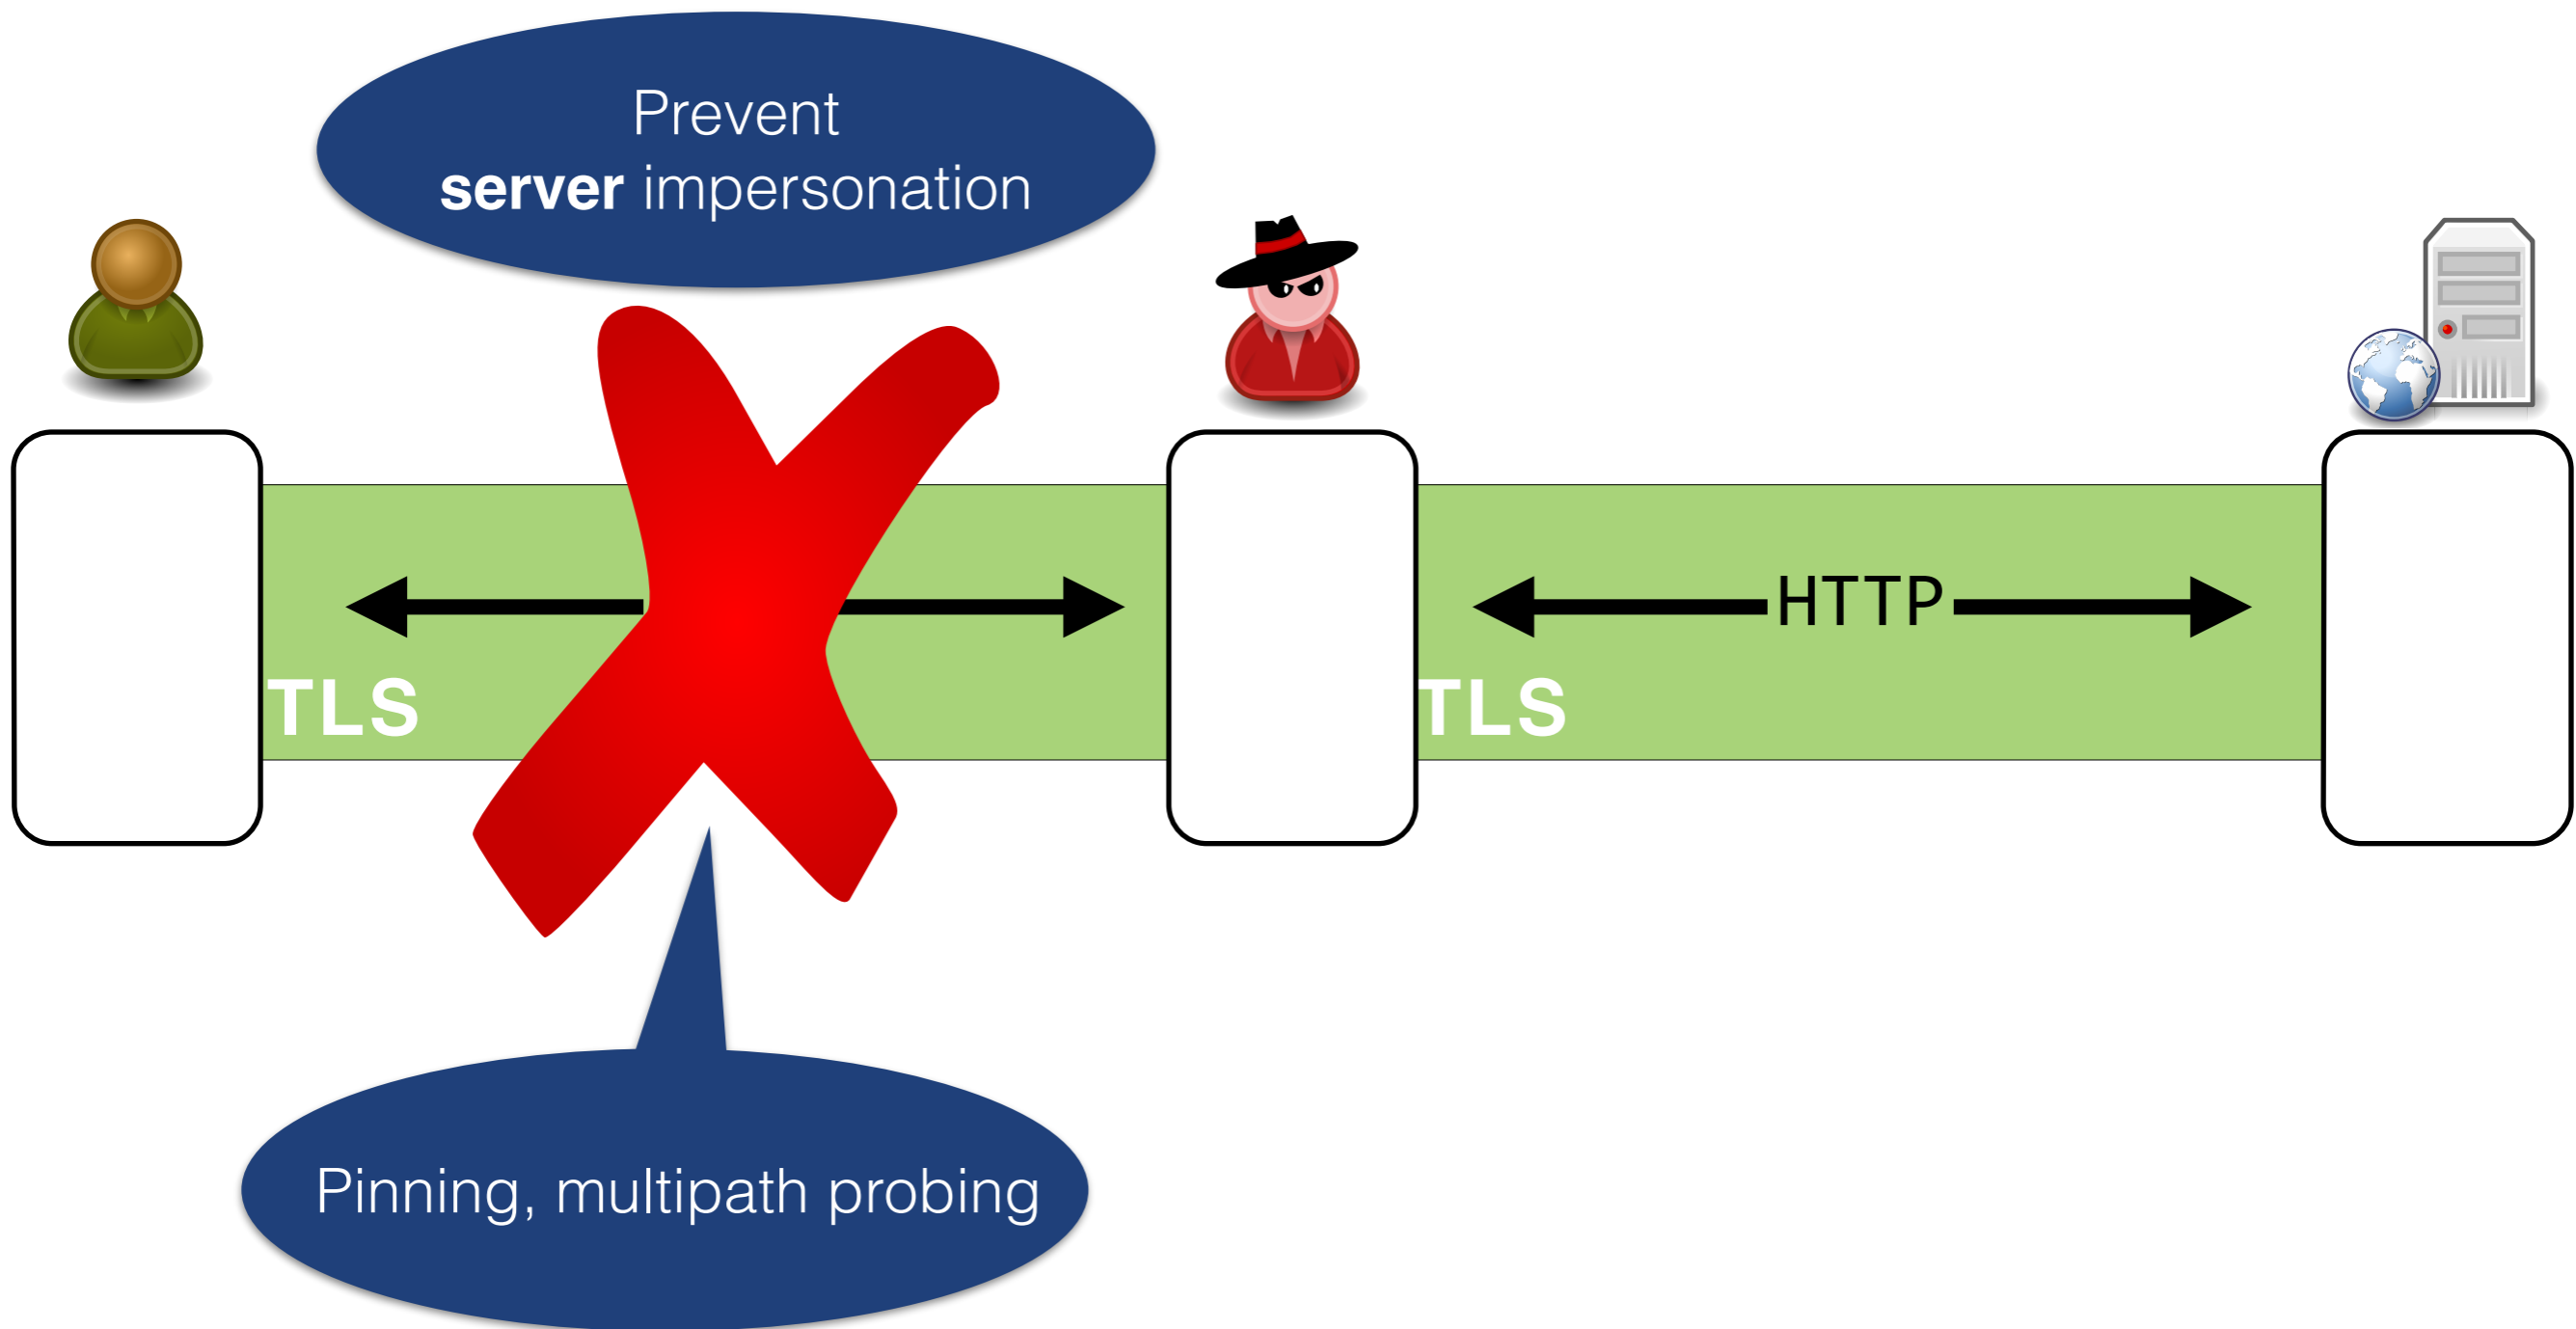 Prevent
server impersonation
HTTP
TLS
TLS
Pinning, multipath probing